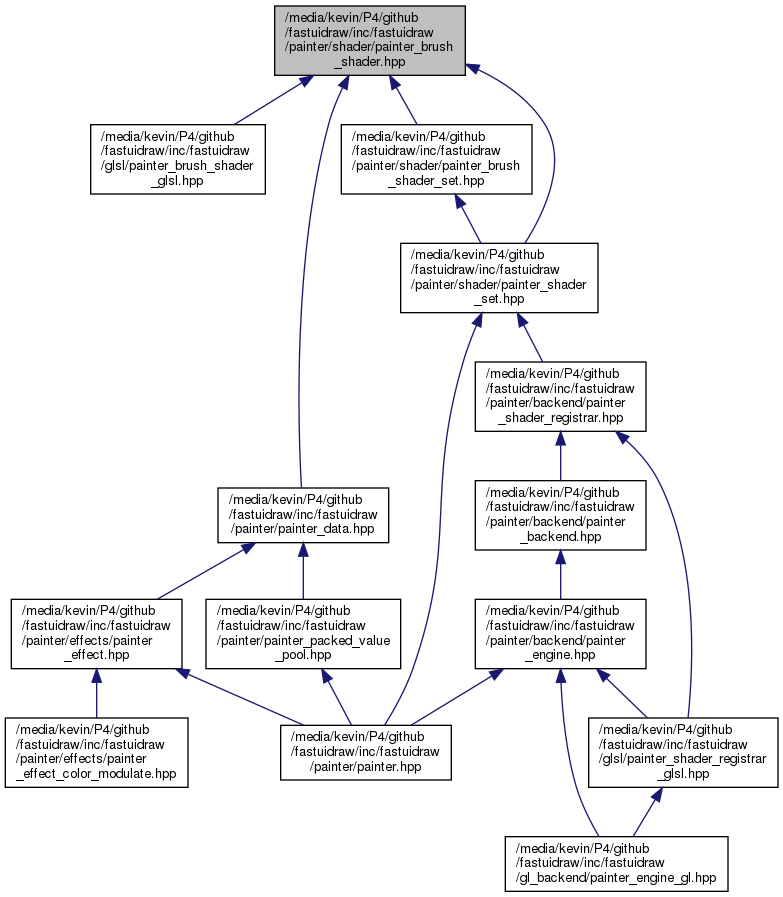 /media/kevin/P4/github
/fastuidraw/inc/fastuidraw
/painter/shader/painter_brush
_shader.hpp
/media/kevin/P4/github
/fastuidraw/inc/fastuidraw
/glsl/painter_brush_shader
_glsl.hpp
/media/kevin/P4/github
/fastuidraw/inc/fastuidraw
/painter/shader/painter_brush
_shader_set.hpp
/media/kevin/P4/github
/fastuidraw/inc/fastuidraw
/painter/shader/painter_shader
_set.hpp
/media/kevin/P4/github
/fastuidraw/inc/fastuidraw
/painter/backend/painter
_shader_registrar.hpp
/media/kevin/P4/github
/fastuidraw/inc/fastuidraw
/painter/painter_data.hpp
/media/kevin/P4/github
/fastuidraw/inc/fastuidraw
/painter/backend/painter
_backend.hpp
/media/kevin/P4/github
/fastuidraw/inc/fastuidraw
/painter/effects/painter
_effect.hpp
/media/kevin/P4/github
/fastuidraw/inc/fastuidraw
/painter/painter_packed_value
_pool.hpp
/media/kevin/P4/github
/fastuidraw/inc/fastuidraw
/painter/backend/painter
_engine.hpp
/media/kevin/P4/github
/fastuidraw/inc/fastuidraw
/painter/effects/painter
_effect_color_modulate.hpp
/media/kevin/P4/github
/fastuidraw/inc/fastuidraw
/painter/painter.hpp
/media/kevin/P4/github
/fastuidraw/inc/fastuidraw
/glsl/painter_shader_registrar
_glsl.hpp
/media/kevin/P4/github
/fastuidraw/inc/fastuidraw
/gl_backend/painter_engine_gl.hpp